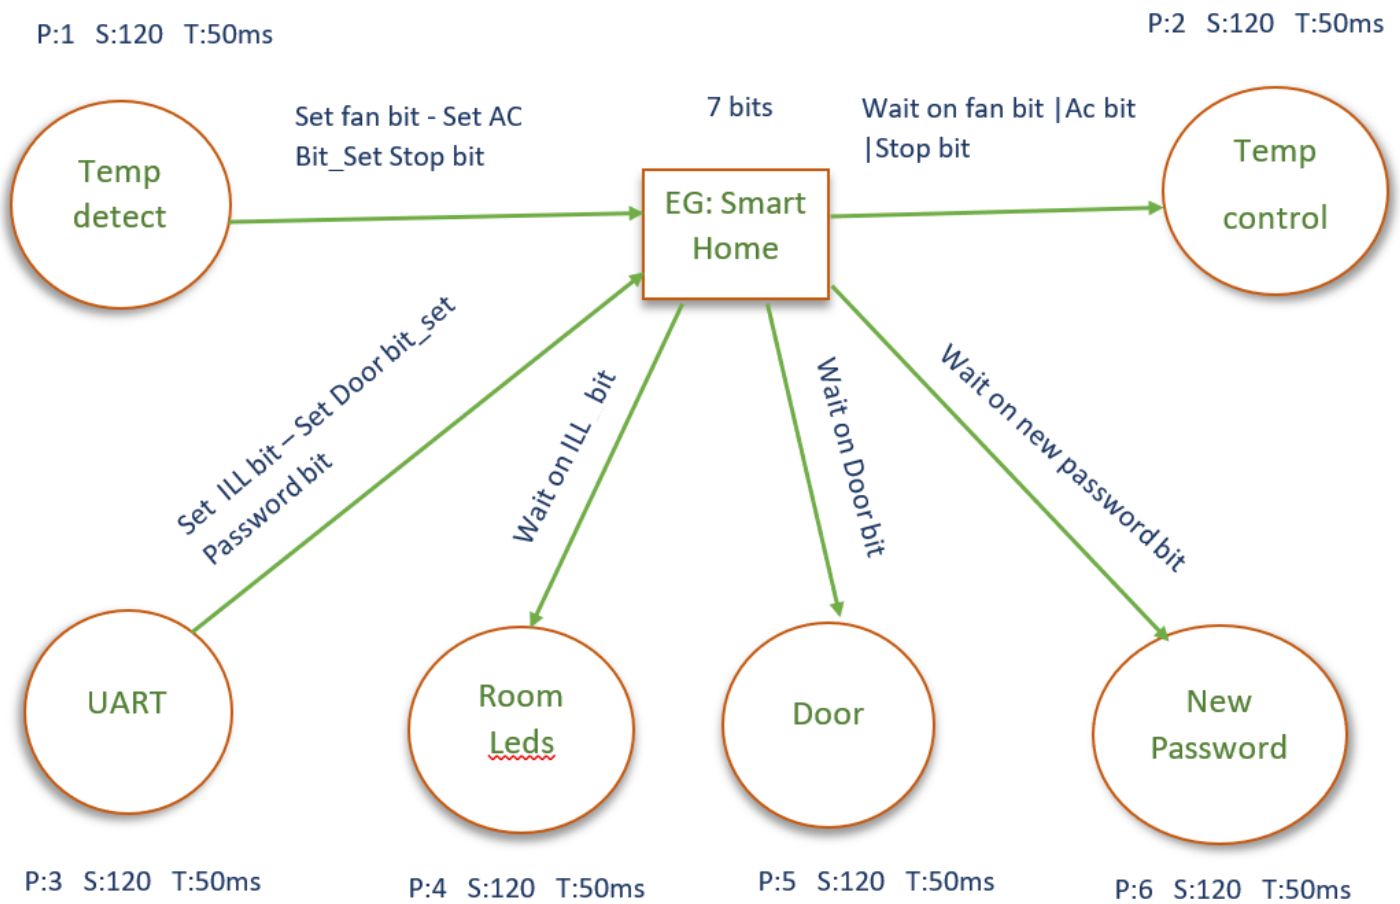 P:1 S:120 T:50ms
P:2 S:120 T:50ms
Set fan bit - Set AC
Bit_Set Stop bit
7 bits
Wait on fan bit |Ac bit
|Stop bit
Temp
detect
EG: Smart
Home
Temp
control
Set ILL bit – Set Door bit_set
Password bit
Wait on ILL bit
Wait on Door bit
Wait on new password bit
UART
Room
Leds
Door
New
Password
P:3 S:120 T:50ms
P:4 S:120 T:50ms
P:5 S:120 T:50ms
P:6 S:120 T:50ms